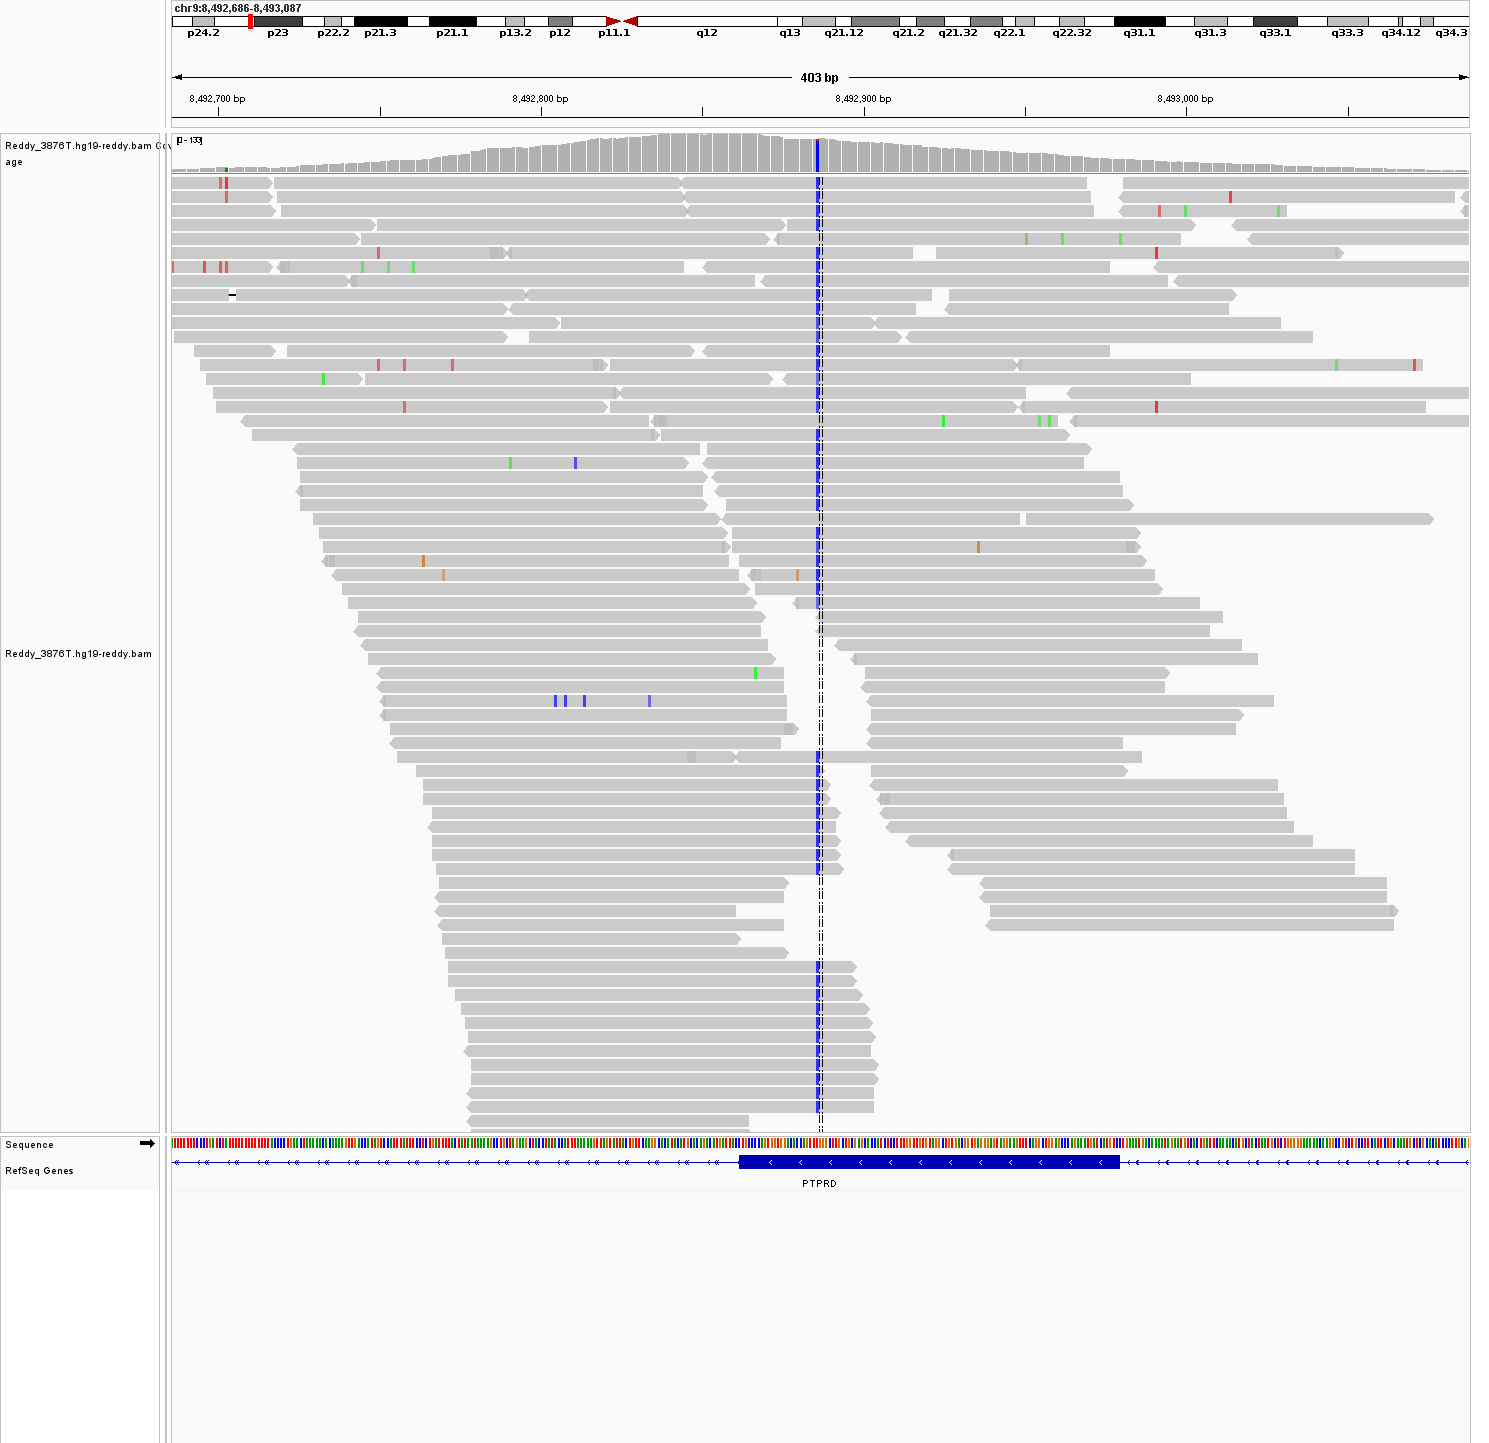 chr9:8,492,686-8,493,087
p24.2 p23 p22.2 p21.3 p21.1 p13.2 p12 p11.1 q12 q13 q21.12 q21.2 q21.32 q22.1 q22.32 q31.1 q31.3 q33.1 q33.3 q34.12 q34.3
403 bp
8,492,700 bp 8,492,800 bp 8,492,900 bp 8,493,000 bp
Reddy_3876T.hg19-reddy.bam Cov
age
[0 - 133]
Reddy_3876T.hg19-reddy.bam
Sequence
RefSeq Genes
PTPRD